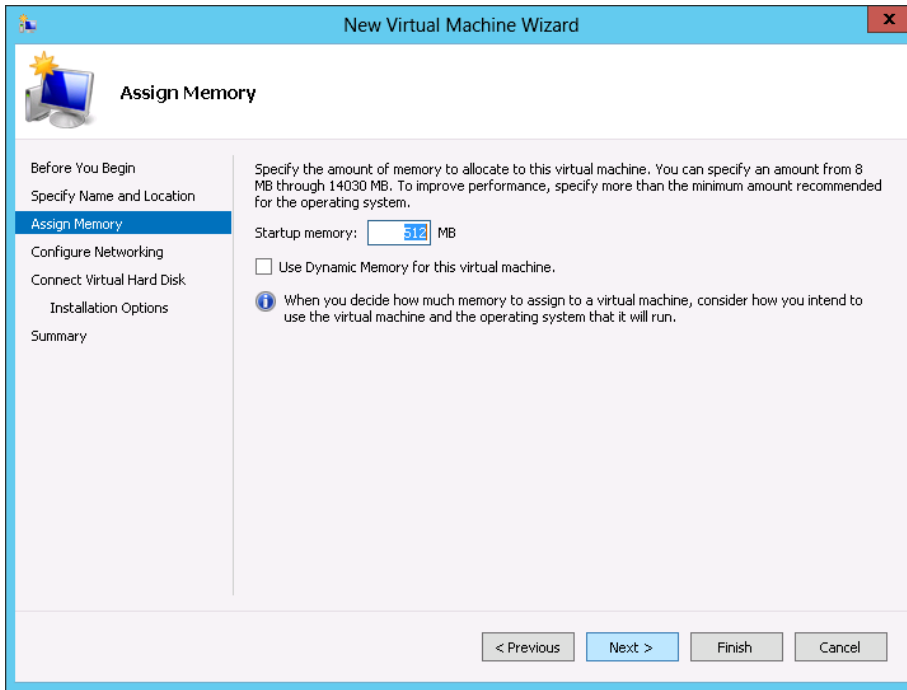 New Virtual Machine Wizard
x
Assign Memory
Before You Begin
Specify Name and Location
Assign Memory
Configure Networking
Connect Virtual Hard Disk
Installation Options
Summary
Specify the amount of memory to allocate to this virtual machine. You can specify an amount from 8
MB through 14030 MB. To improve performance, specify more than the minimum amount recommended
for the operating system.
Startup memory: 512 MB
Use Dynamic Memory for this virtual machine.
When you decide how much memory to assign to a virtual machine, consider how you intend to
use the virtual machine and the operating system that it will run.
< Previous Next > Finish Cancel